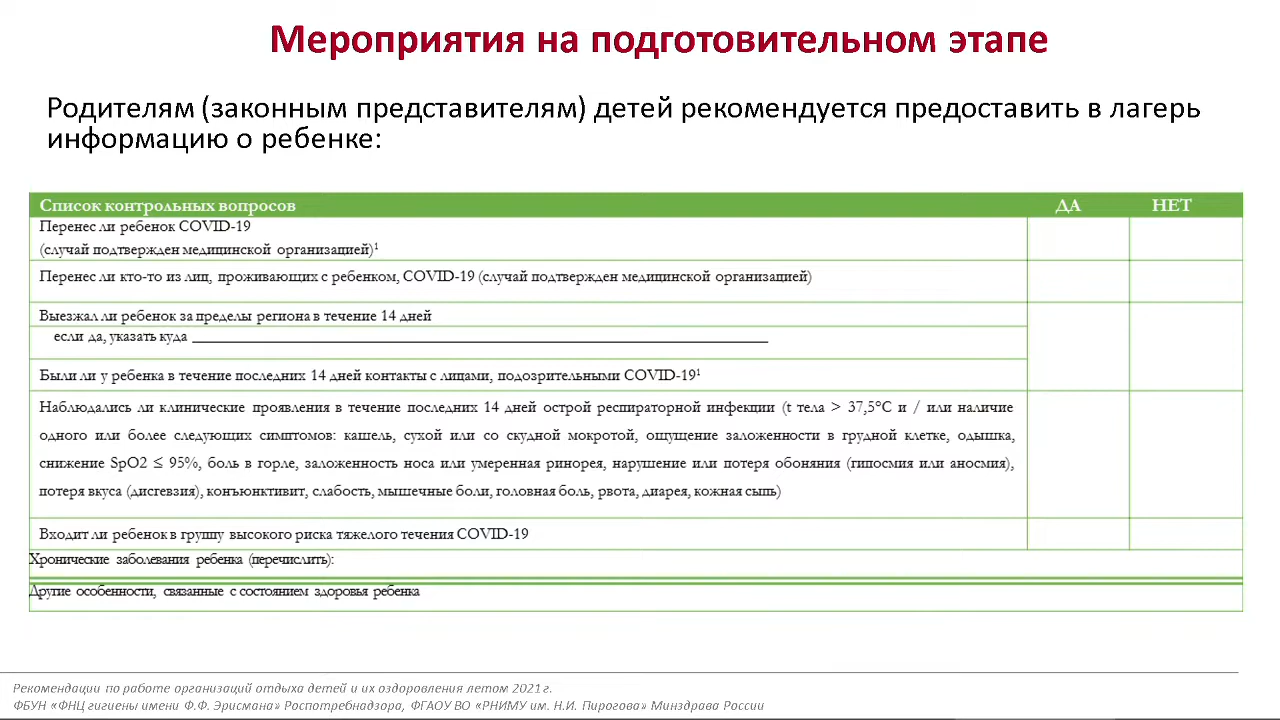 Мероприятия на подготовительном этапе
Родителям (законным представителям) детей рекомендуется предоставить в лагерь
информацию о ребенке:
Список контрольных вопросов ДА НЕТ
Перенес ли ребенок COVID-19
(случай подтвержден медицинской организацией)¹
Перенес ли кто-то из лиц, проживающих с ребенком, COVID-19 (случай подтвержден медицинской организацией)
Выезжал ли ребенок за пределы региона в течение 14 дней
если да, указать куда ____________________
Были ли у ребенка в течение последних 14 дней контакты с лицами, подозрительными COVID-19¹
Наблюдались ли клинические проявления в течение последних 14 дней острой респираторной инфекции (t тела > 37,5°C и / или наличие
одного или более следующих симптомов: кашель, сухой или со скудной мокротой, ощущение заложенности в грудной клетке, одышка,
снижение SpO2 ≤ 95%, боль в горле, заложенность носа или умеренная ринорея, нарушение или потеря обоняния (гипосмия или аносмия),
потеря вкуса (дисгевзия), конъюнктивит, слабость, мышечные боли, головная боль, рвота, диарея, кожная сыпь)
Входит ли ребенок в группу высокого риска тяжелого течения COVID-19
Хронические заболевания ребенка (перечислить):
Другие особенности, связанные с состоянием здоровья ребенка
Рекомендации по работе организаций отдыха детей и их оздоровления летом 2021 г.
ФБУН «ФНЦ гигиены имени Ф.Ф. Эрисмана» Роспотребнадзора, ФГАОУ ВО «РНИМУ им. Н.И. Пирогова» Минздрава России